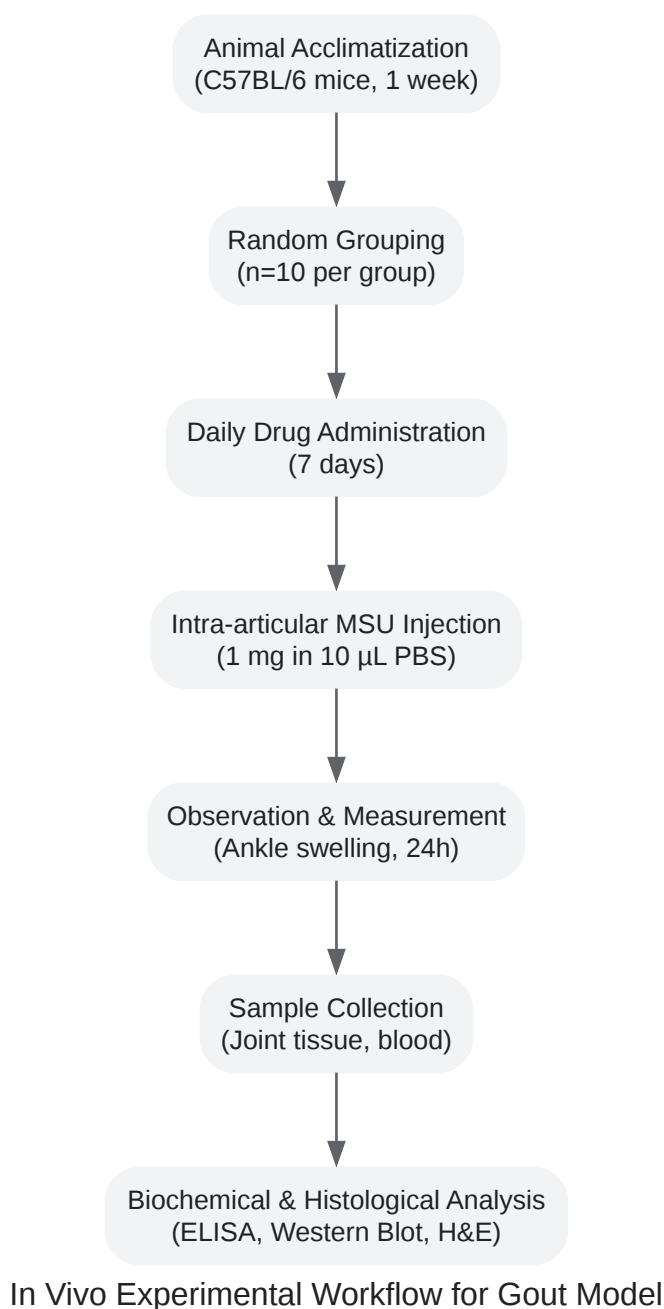 Animal Acclimatization
(C57BL/6 mice, 1 week)
Random Grouping
(n=10 per group)
Daily Drug Administration
(7 days)
Intra-articular MSU Injection
(1 mg in 10 µL PBS)
Observation & Measurement
(Ankle swelling, 24h)
Sample Collection
(Joint tissue, blood)
Biochemical & Histological Analysis
(ELISA, Western Blot, H&E)
In Vivo Experimental Workflow for Gout Model